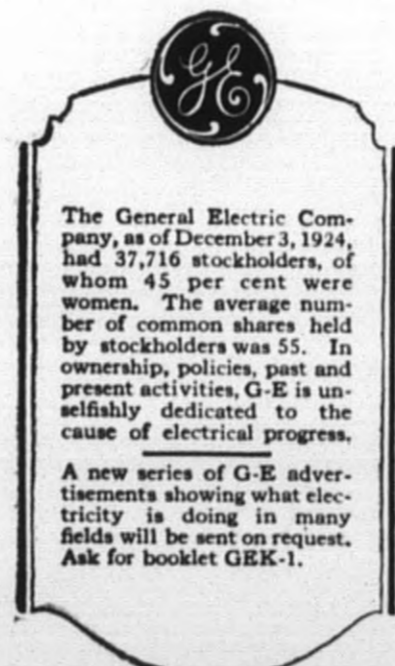 GE
The General Electric Com-
pany, as of December 3, 1924,
had 37,716 stockholders, of
whom 45 per cent were
women. The average num-
ber of common shares held
by stockholders was 55. In
ownership, policies, past and
present activities, G-E is un-
selfishly dedicated to the
cause of electrical progress.
A new series of G-E adver-
tisements showing what elec-
tricity is doing in many
fields will be sent on request.
Ask for booklet GEK-1.